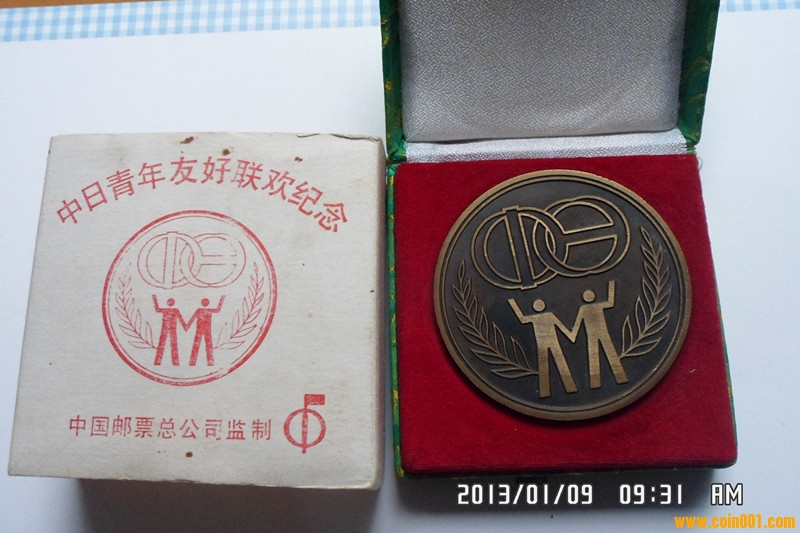 中日青年友好联欢纪念
中国邮票总公司监制
2013/01/09 09:31 AM
www.coin001.com